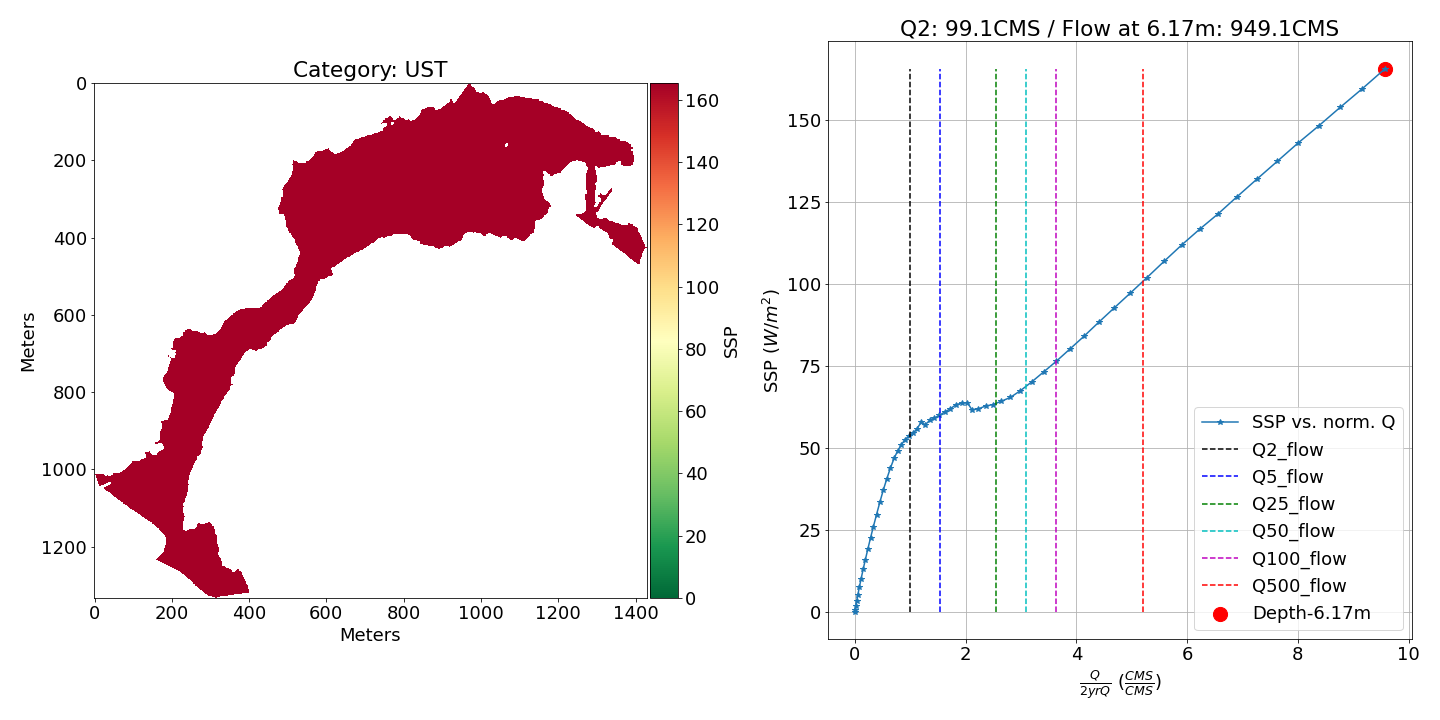 Category: UST
0
200
400
600
800
1000
1200
Meters
0 200 400 600 800 1000 1200 1400
Meters
160
140
120
100
80
60
40
20
0
SSP
Q2: 99.1CMS / Flow at 6.17m: 949.1CMS
150
125
100
75
50
25
0
SSP (W/m²)
0 2 4 6 8 10
Q/2yrQ (CMS/CMS)
SSP vs. norm. Q
Q2_flow
Q5_flow
Q25_flow
Q50_flow
Q100_flow
Q500_flow
Depth-6.17m